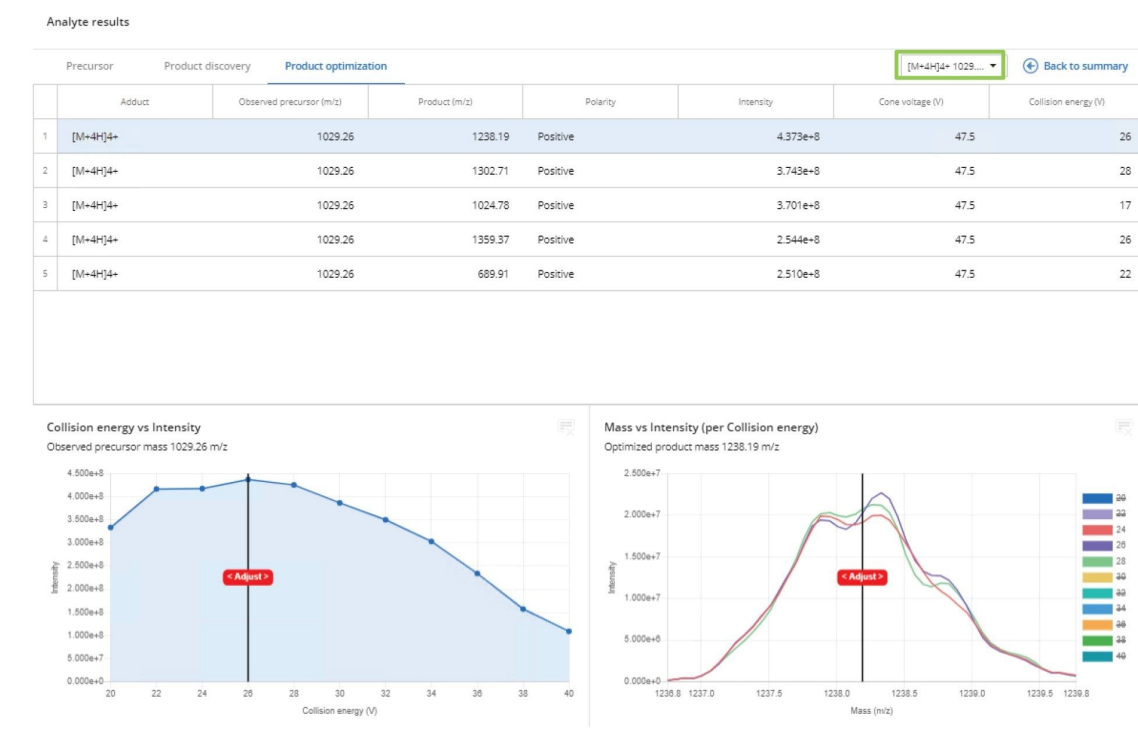 Analyte results
Precursor Product discovery Product optimization [M+4H]4+ 1029.... Back to summary
Adduct Observed precursor (m/z) Product (m/z) Polarity Intensity Cone voltage (V) Collision energy (V)
1 [M+4H]4+ 1029.26 1238.19 Positive 4.373e+8 47.5 26
2 [M+4H]4+ 1029.26 1302.71 Positive 3.743e+8 47.5 28
3 [M+4H]4+ 1029.26 1024.78 Positive 3.701e+8 47.5 17
4 [M+4H]4+ 1029.26 1359.37 Positive 2.544e+8 47.5 26
5 [M+4H]4+ 1029.26 689.91 Positive 2.510e+8 47.5 22
Collision energy vs Intensity
Observed precursor mass 1029.26 m/z
4.500e+8
4.000e+8
3.500e+8
3.000e+8
2.500e+8
2.000e+8
1.500e+8
1.000e+8
5.000e+7
0.000e+0
Intensity
< Adjust >
20 22 24 26 28 30 32 34 36 38 40
Collision energy (V)
Mass vs Intensity (per Collision energy)
Optimized product mass 1238.19 m/z
2.500e+7
2.000e+7
1.500e+7
1.000e+7
5.000e+6
0.000e+0
Intensity
< Adjust >
1236.8 1237.0 1237.5 1238.0 1238.5 1239.0 1239.5 1239.8
Mass (m/z)
20
22
24
26
28
30
32
34
36
38
40